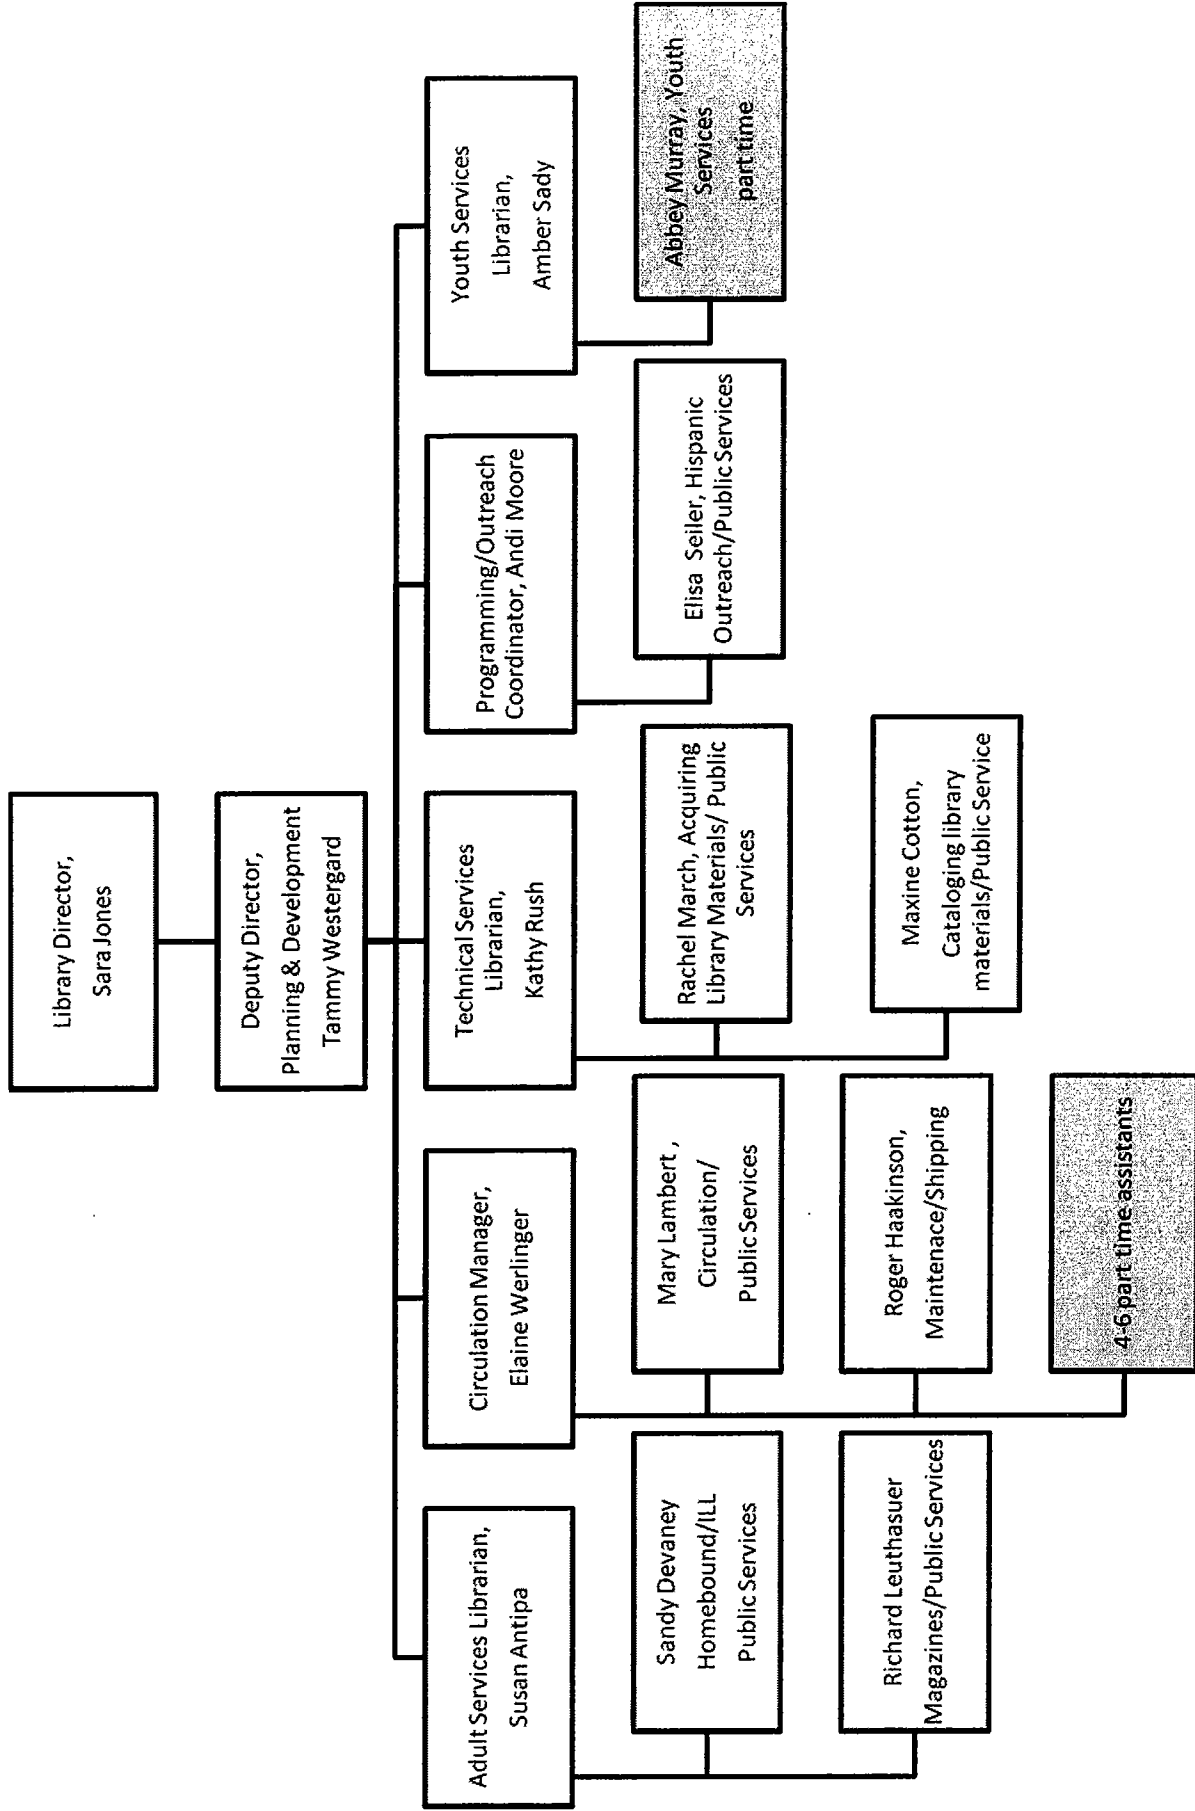 Library Director,
Sara Jones
Deputy Director,
Planning & Development
Tammy Westergard
Adult Services Librarian,
Susan Antipa
Circulation Manager,
Elaine Werlinger
Technical Services
Librarian,
Kathy Rush
Programming/Outreach
Coordinator, Andi Moore
Youth Services
Librarian,
Amber Sady
Sandy Devaney
Homebound/ILL
Public Services
Richard Leuthasuer
Magazines/Public Services
Mary Lambert ,
Circulation/
Public Services
Roger Haakinson,
Maintenace/Shipping
4-6 part time assistants
Rachel March, Acquiring
Library Materials/ Public
Services
Maxine Cotton,
Cataloging library
materials/Public Service
Elisa Seiler, Hispanic
Outreach/Public Services
Abbey Murray, Youth
Services
part time